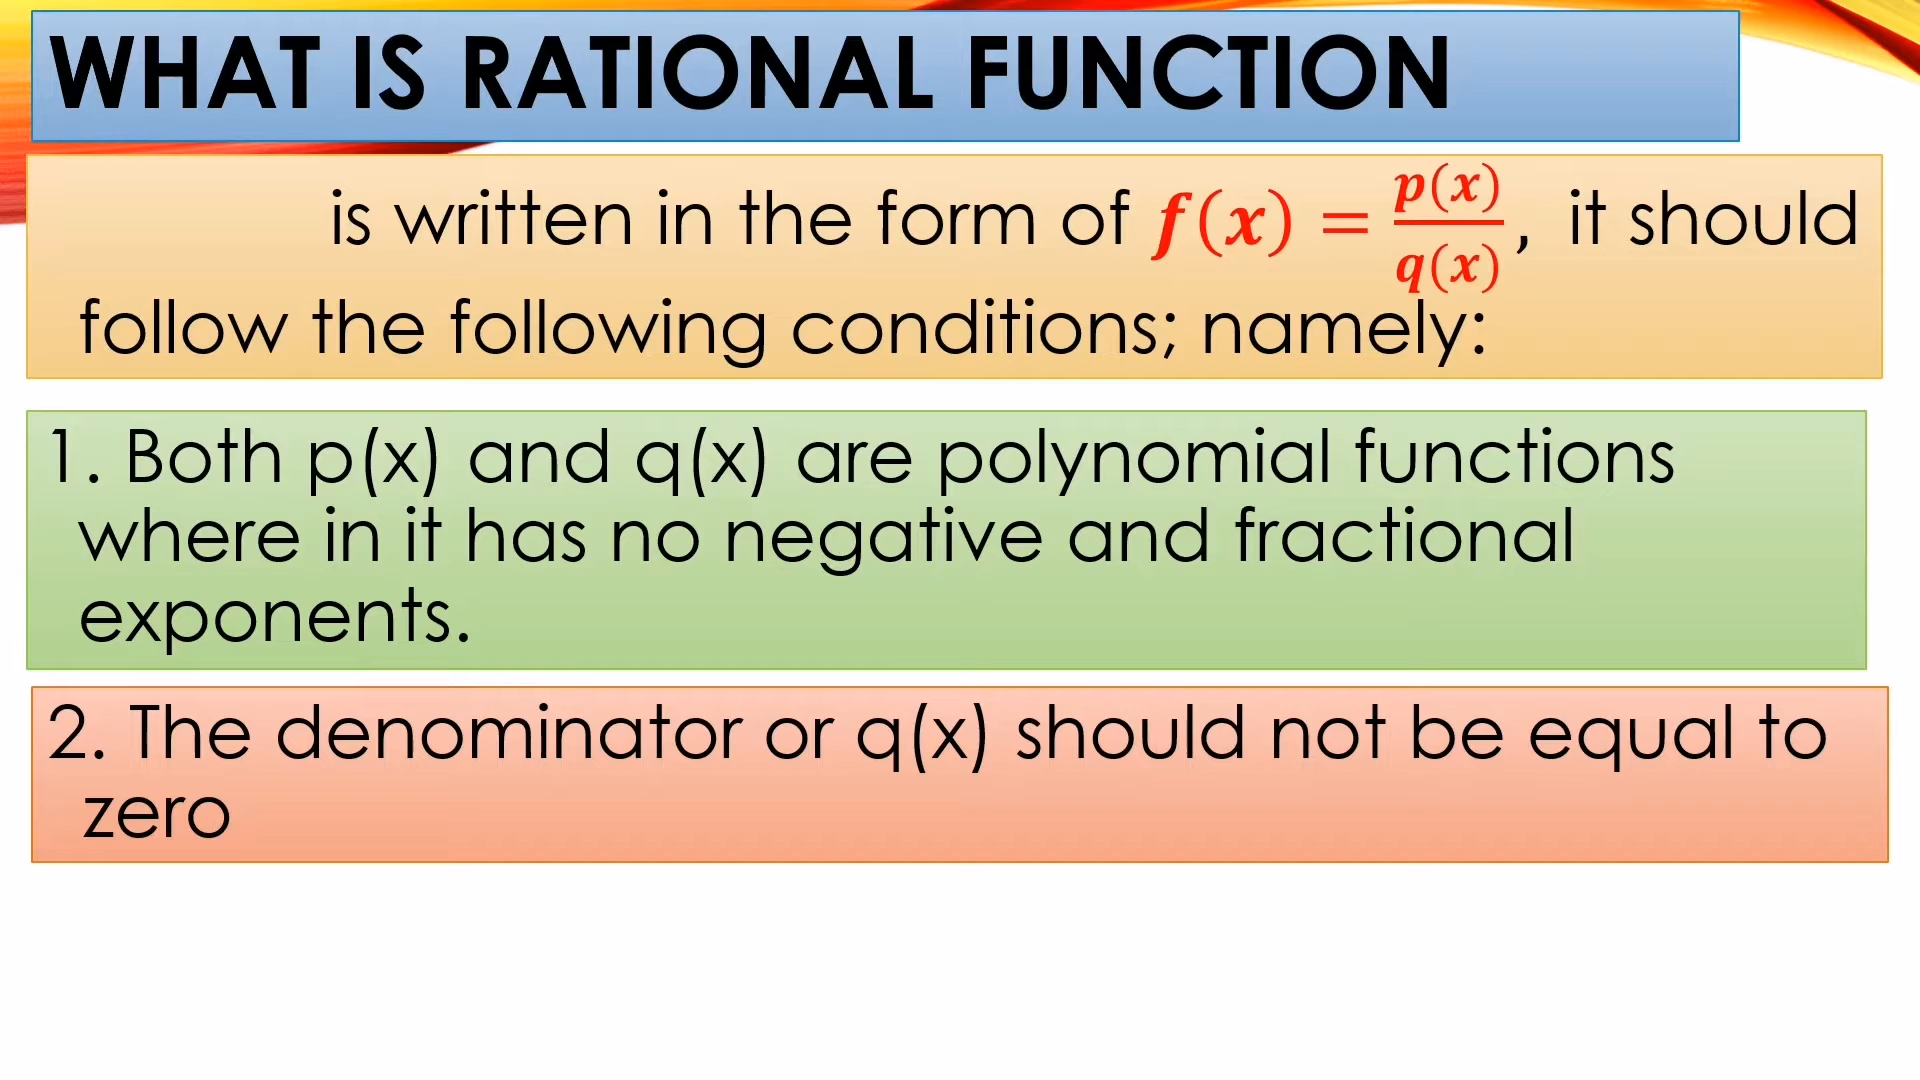 WHAT IS RATIONAL FUNCTION
is written in the form of f(x) = p(x)/q(x), it should
follow the following conditions; namely:
1. Both p(x) and q(x) are polynomial functions
where in it has no negative and fractional
exponents.
2. The denominator or q(x) should not be equal to
zero